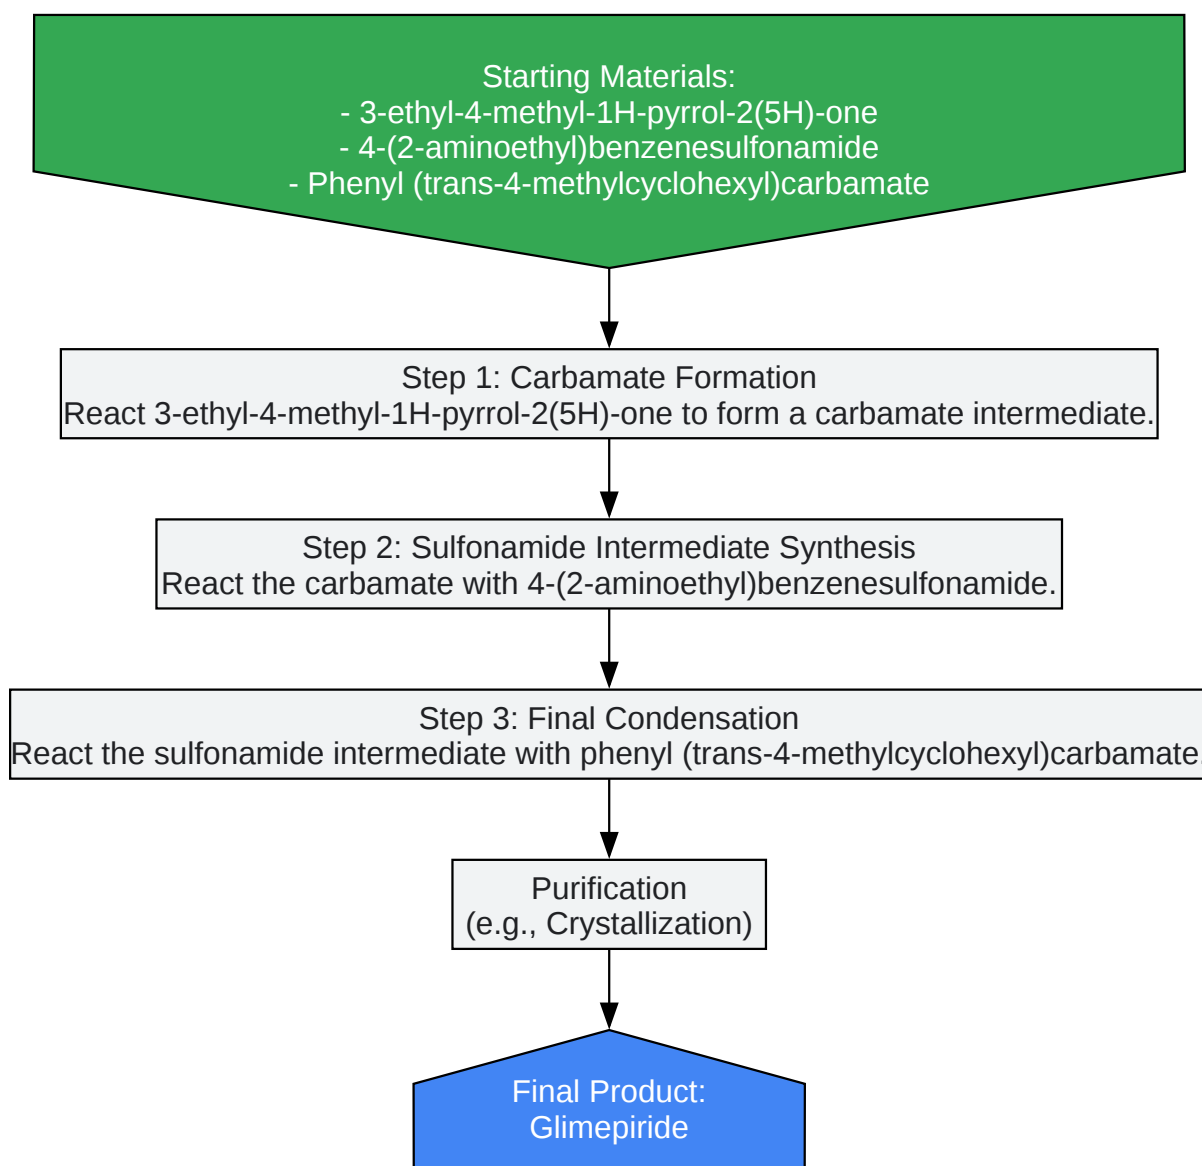 Starting Materials:
- 3-ethyl-4-methyl-1H-pyrrol-2(5H)-one
- 4-(2-aminoethyl)benzenesulfonamide
- Phenyl (trans-4-methylcyclohexyl)carbamate
Step 1: Carbamate Formation
React 3-ethyl-4-methyl-1H-pyrrol-2(5H)-one to form a carbamate intermediate.
Step 2: Sulfonamide Intermediate Synthesis
React the carbamate with 4-(2-aminoethyl)benzenesulfonamide.
Step 3: Final Condensation
React the sulfonamide intermediate with phenyl (trans-4-methylcyclohexyl)carbamate.
Purification
(e.g., Crystallization)
Final Product:
Glimepiride